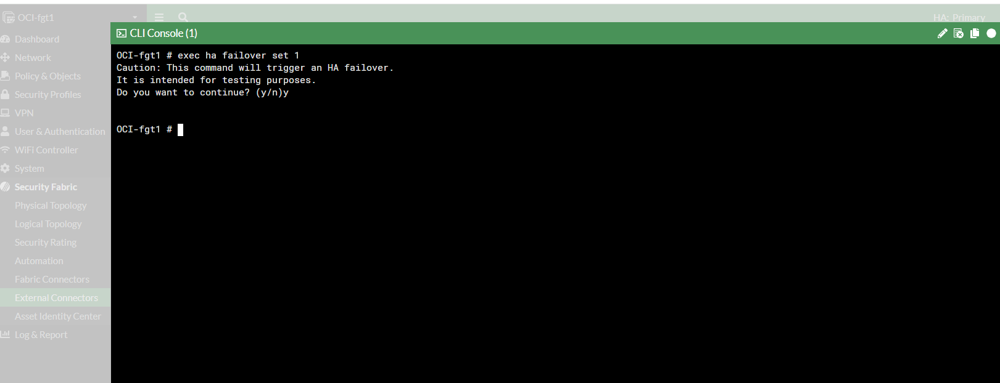 OCI-fgt1
HA: Primary
Dashboard
Network
Policy & Objects
Security Profiles
VPN
User & Authentication
WiFi Controller
System
Security Fabric
Physical Topology
Logical Topology
Security Rating
Automation
Fabric Connectors
External Connectors
Asset Identity Center
Log & Report
CLI Console (1)
OCI-fgt1 # exec ha failover set 1
Caution: This command will trigger an HA failover.
It is intended for testing purposes.
Do you want to continue? (y/n)y
OCI-fgt1 #